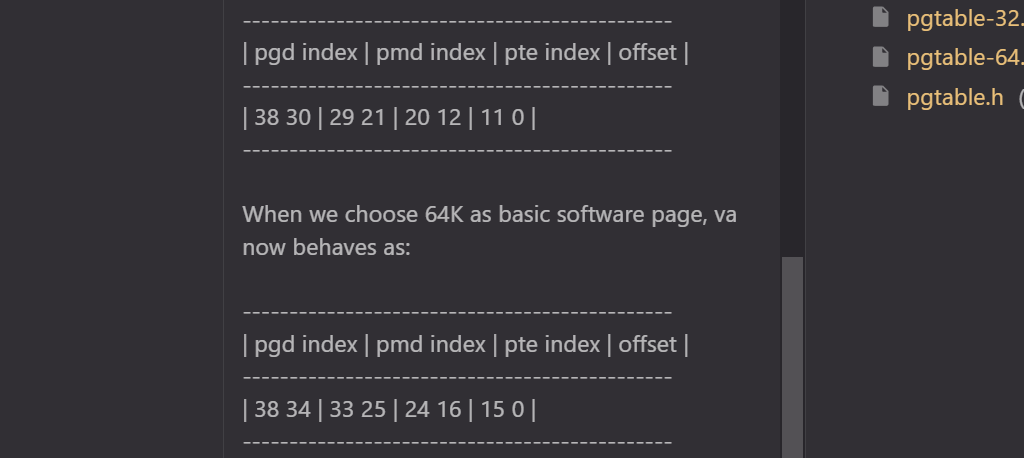 ----------------------------------------------
| pgd index | pmd index | pte index | offset |
----------------------------------------------
| 38 30 | 29 21 | 20 12 | 11 0 |
----------------------------------------------
When we choose 64K as basic software page, va
now behaves as:
----------------------------------------------
| pgd index | pmd index | pte index | offset |
----------------------------------------------
| 38 34 | 33 25 | 24 16 | 15 0 |
----------------------------------------------
pgtable-32.
pgtable-64.
pgtable.h (